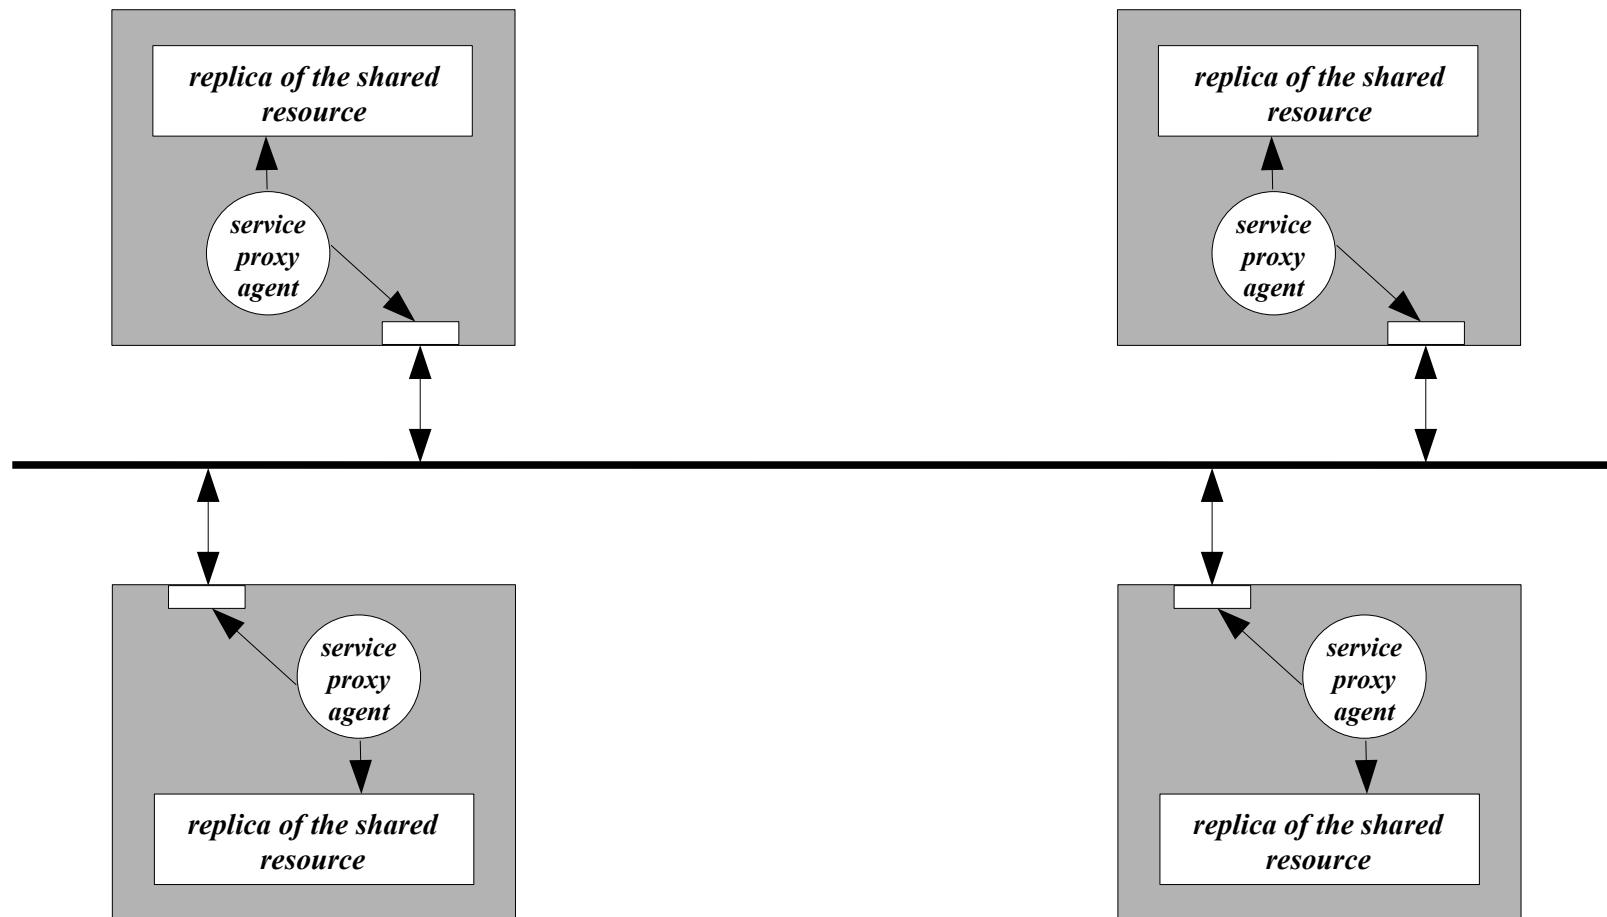 replica of the shared
resource
service
proxy
agent
replica of the shared
resource
service
proxy
agent
service
proxy
agent
replica of the shared
resource
service
proxy
agent
replica of the shared
resource